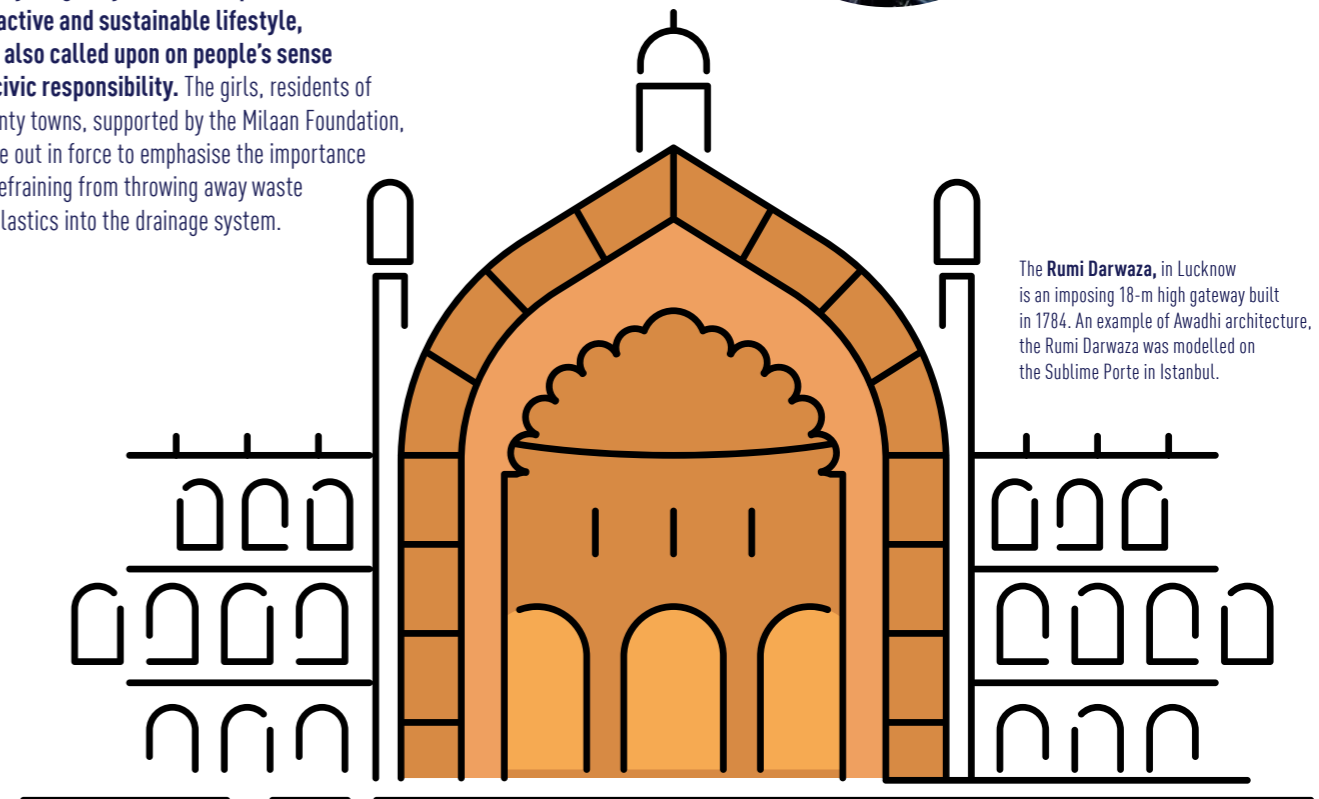 active and sustainable lifestyle,
also called upon on people’s sense
civic responsibility. The girls, residents of
towns, supported by the Milaan Foundation,
out in force to emphasise the importance
refraining from throwing away waste
plastics into the drainage system.
The Rumi Darwaza, in Lucknow
is an imposing 18-m high gateway built
in 1784. An example of Awadhi architecture,
the Rumi Darwaza was modelled on
the Sublime Porte in Istanbul.